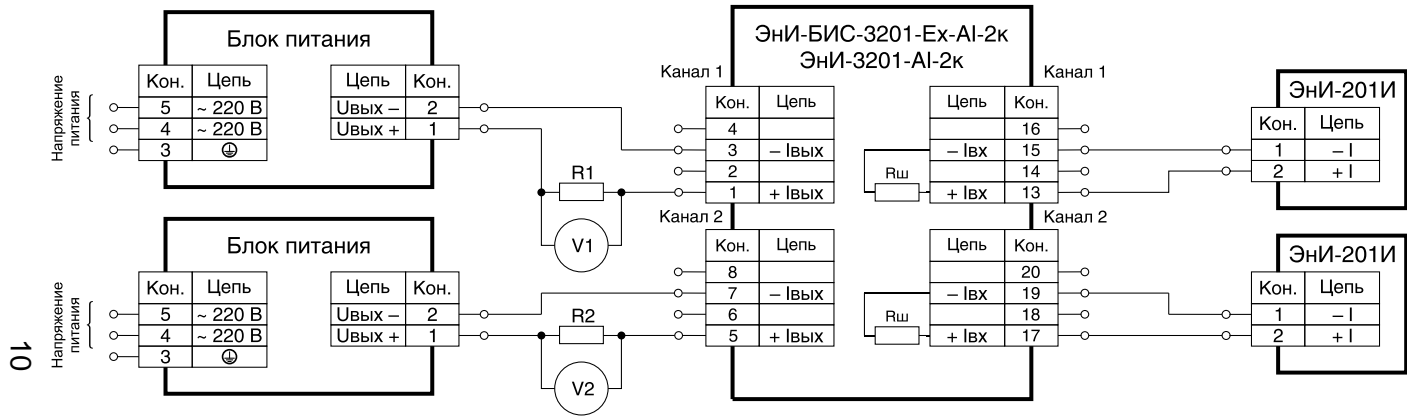 Блок питания
Напряжение питания
Кон. Цепь
5 ~ 220 В
4 ~ 220 В
3
Цепь Кон.
Uвых – 2
Uвых + 1
R1
V1
ЭнИ-БИС-3201-Ex-AI-2к
ЭнИ-3201-AI-2к
Канал 1
Кон. Цепь
4
3 – Iвых
2
1 + Iвых
Канал 1
Цепь Кон.
16
– Iвх 15
14
+ Iвх 13
Rш
ЭнИ-201И
Кон. Цепь
1 – I
2 + I
Блок питания
Напряжение питания
Кон. Цепь
5 ~ 220 В
4 ~ 220 В
3
Цепь Кон.
Uвых – 2
Uвых + 1
R2
V2
Канал 2
Кон. Цепь
8
7 – Iвых
6
5 + Iвых
Канал 2
Цепь Кон.
20
– Iвх 19
18
+ Iвх 17
Rш
ЭнИ-201И
Кон. Цепь
1 – I
2 + I
10